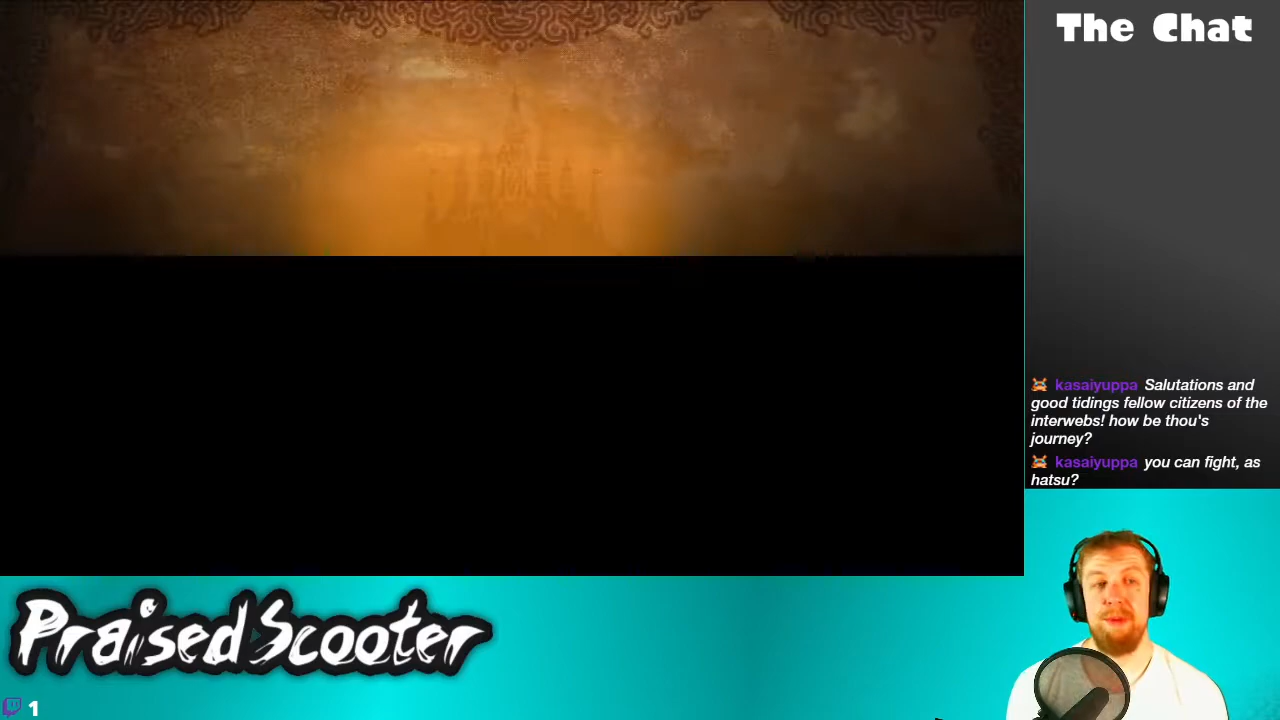 The Chat
kasaiyuppa Salutations and
good tidings fellow citizens of the
interwebs! how be thou's
journey?
kasaiyuppa you can fight, as
hatsu?
PraisedScooter
1